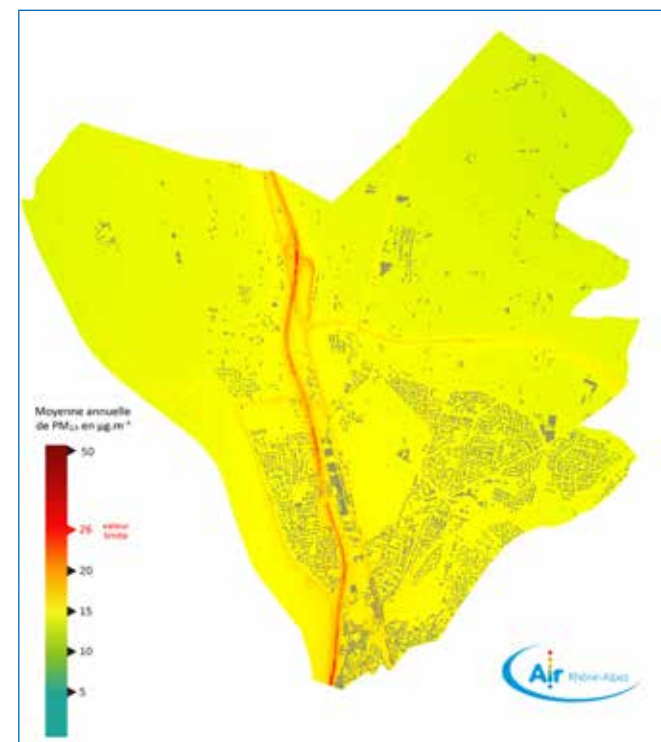 Moyenne annuelle
de PM2,5 en µg.m-3
50
26 valeur
limite
20
15
10
5
Air Rhône-Alpes